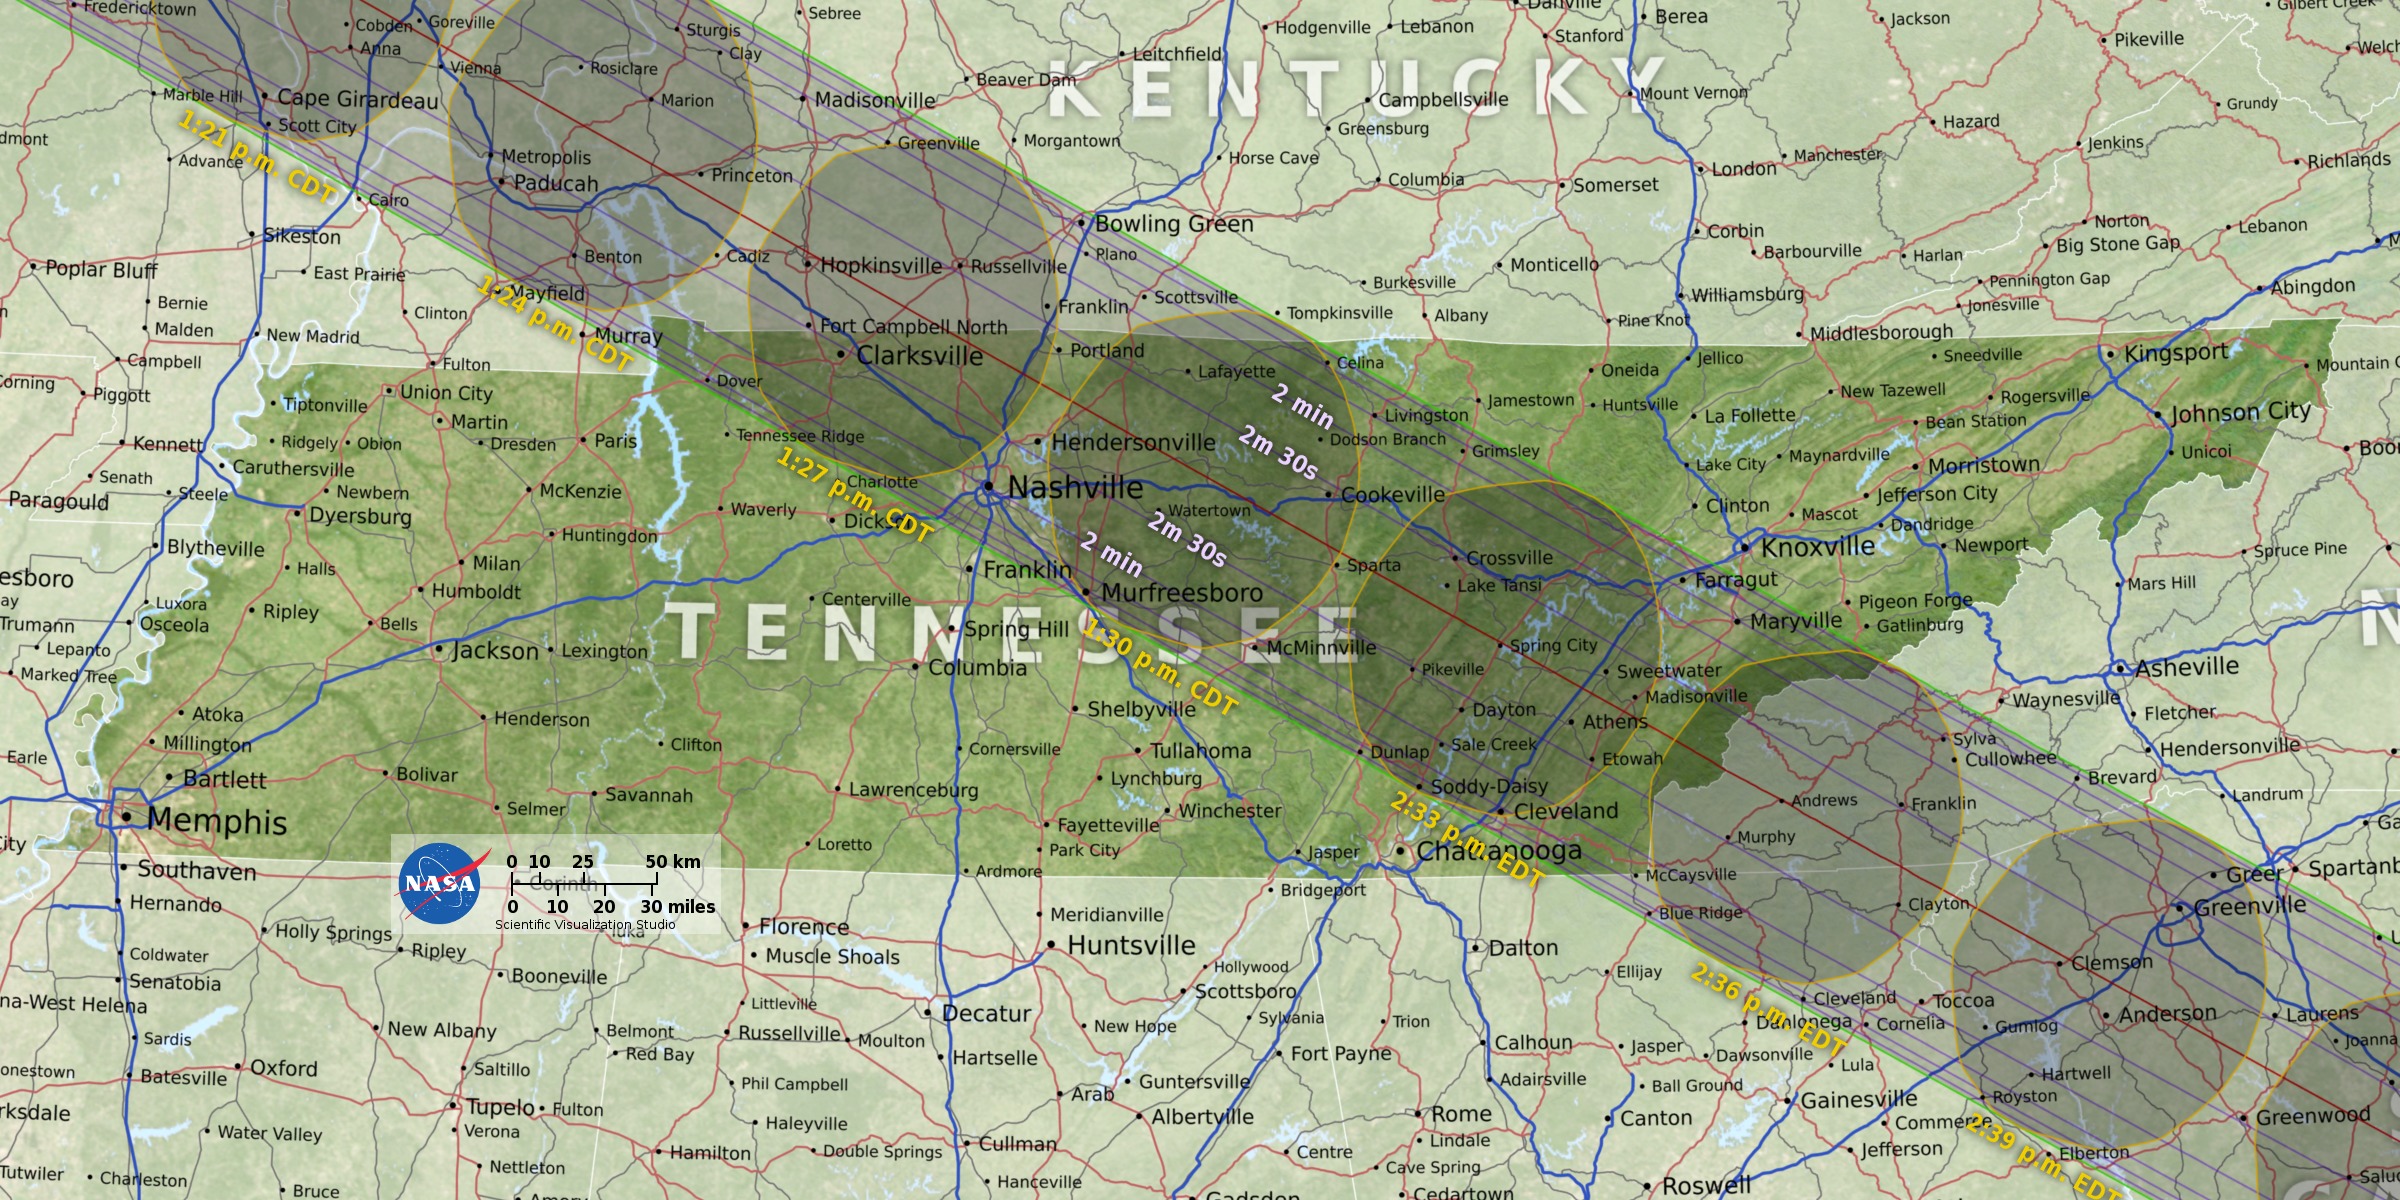 Fredericktown
Cobden
Goreville
Anna
Vienna
Sturgis
Clay
Sebree
Rosiclare
Marion
Madisonville
Beaver Dam
Leitchfield
Hodgenville
Lebanon
Danville
Stanford
Berea
Jackson
Pikeville
KENTUCKY
Marble Hill
Cape Girardeau
Scott City
Advance
1:21 p.m. CDT
Metropolis
Paducah
Princeton
Greenville
Morgantown
Horse Cave
Campbellsville
Greensburg
Columbia
Mount Vernon
Somerset
London
Manchester
Hazard
Grundy
Jenkins
Richlands
Cairo
Sikeston
East Prairie
Poplar Bluff
Bernie
Malden
New Madrid
Campbell
Piggott
Clinton
Fulton
Benton
Cadiz
Hopkinsville
Russellville
Bowling Green
Plano
Franklin
Scottsville
Tompkinsville
Burkesville
Albany
Monticello
Corbin
Barbourville
Williamsburg
Pine Knot
Harlan
Norton
Big Stone Gap
Lebanon
Pennington Gap
Jonesville
Abingdon
Middlesborough
Mayfield
1:24 p.m. CDT
Murray
Fort Campbell North
Clarksville
Portland
Lafayette
Celina
Oneida
Jellico
Sneedville
Kingsport
Dover
Tiptonville
Union City
Martin
Ridgely
Obion
Dresden
Paris
Tennessee Ridge
Hendersonville
2 min
2m 30s
Livingston
Dodson Branch
Jamestown
Huntsville
Grimsley
La Follette
New Tazewell
Rogersville
Bean Station
Johnson City
Unicoi
Kennett
Senath
Paragould
Steele
Caruthersville
Newbern
Dyersburg
McKenzie
1:27 p.m. CDT
Charlotte
Waverly
Nashville
Watertown
Cookeville
Lake City
Maynardville
Morristown
Jefferson City
Clinton
Mascot
Dandridge
Newport
Knoxville
Blytheville
Halls
Milan
Huntingdon
Humboldt
2m 30s
2 min
Franklin
Murfreesboro
Sparta
Crossville
Lake Tansi
Farragut
Maryville
Pigeon Forge
Gatlinburg
Spruce Pine
Mars Hill
Luxora
Osceola
Trumann
Lepanto
Marked Tree
Ripley
Bells
Jackson
Lexington
Centerville
TENNESSEE
Spring Hill
Columbia
1:30 p.m. CDT
McMinnville
Pikeville
Spring City
Sweetwater
Madisonville
Asheville
Waynesville
Fletcher
Hendersonville
Atoka
Millington
Earle
Bartlett
Memphis
Bolivar
Henderson
Clifton
Selmer
Savannah
Shelbyville
Cornersville
Tullahoma
Lynchburg
Lawrenceburg
Winchester
Dunlap
Dayton
Sale Creek
Athens
Etowah
Soddy-Daisy
2:33 p.m. EDT
Cleveland
Sylva
Cullowhee
Brevard
Landrum
Andrews
Franklin
Murphy
Loretto
Fayetteville
Park City
Ardmore
Jasper
Bridgeport
Chattanooga
McCaysville
Blue Ridge
Clayton
Greer
Greenville
Southaven
Hernando
NASA
0 10 25 50 km
Corinth
0 10 20 30 miles
Scientific Visualization Studio
Iuka
Florence
Muscle Shoals
Meridianville
Huntsville
Hollywood
Scottsboro
Dalton
Ellijay
2:36 p.m. EDT
Clemson
Coldwater
Senatobia
Holly Springs
Ripley
Booneville
Littleville
Decatur
Sylvania
Trion
Cleveland
Toccoa
Dahlonega
Cornelia
Gumlog
Anderson
Laurens
Joanna
Sardis
New Albany
Belmont
Red Bay
Russellville
Moulton
New Hope
Hartselle
Fort Payne
Calhoun
Jasper
Dawsonville
Lula
Hartwell
Batesville
Oxford
Saltillo
Phil Campbell
Guntersville
Arab
Adairsville
Ball Ground
Gainesville
Royston
Tupelo
Fulton
Verona
Haleyville
Albertville
Rome
Canton
Commerce
2:39 p.m. EDT
Greenwood
Water Valley
Hamilton
Double Springs
Cullman
Centre
Lindale
Cave Spring
Jefferson
Elberton
Tutwiler
Charleston
Bruce
Nettleton
Hanceville
Gadsden
Cedartown
Roswell